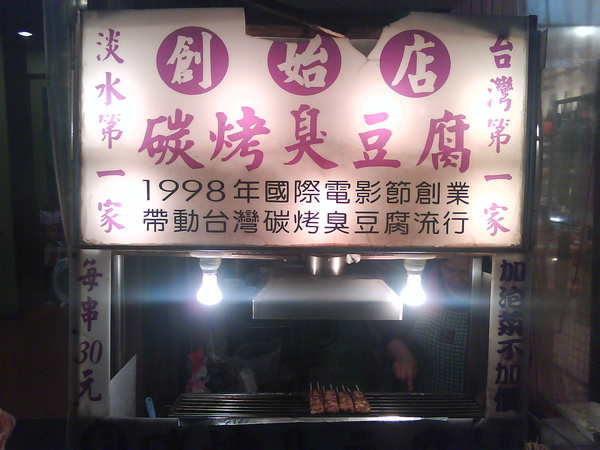 創始店
碳烤臭豆腐
1998年國際電影節創業
帶動台灣碳烤臭豆腐流行
淡水第一家
台灣第一家
每串30元
加泡菜不加價